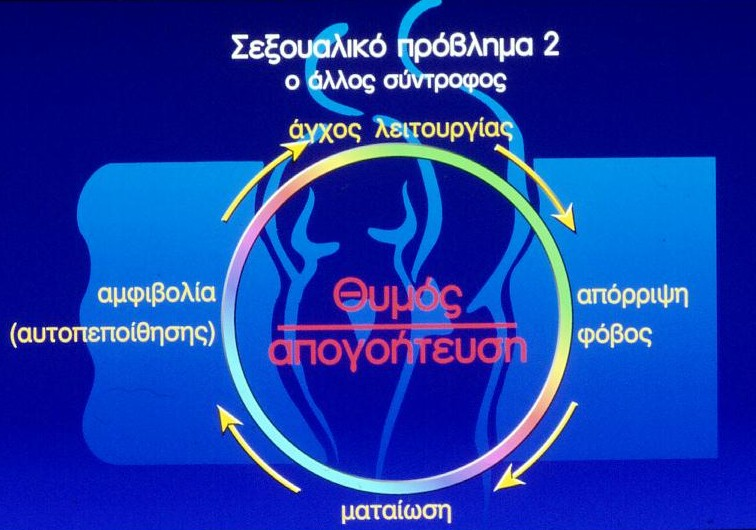 Σεξουαλικό πρόβλημα 2
ο άλλος σύντροφος
άγχος λειτουργίας
αμφιβολία
(αυτοπεποίθησης)
Θυμός
απογοήτευση
απόρριψη
φόβος
ματαίωση